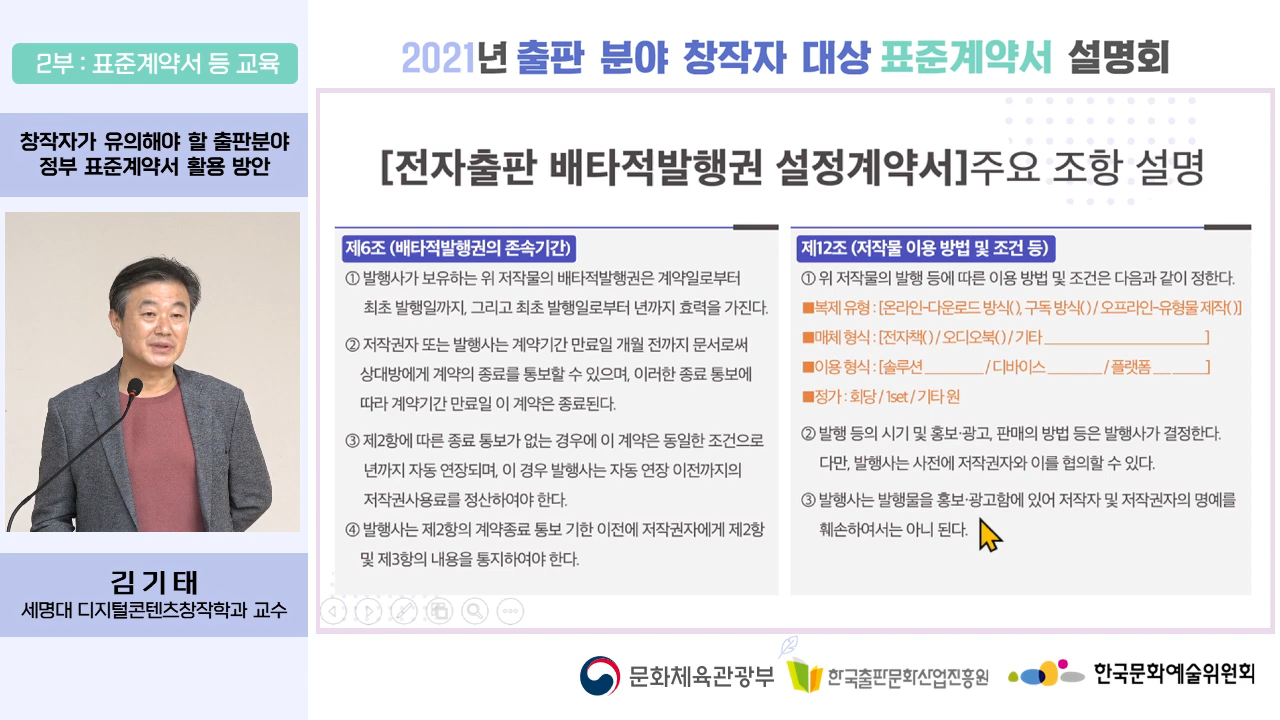 2부 : 표준계약서 등 교육
창작자가 유의해야 할 출판분야
정부 표준계약서 활용 방안
김 기 태
세명대 디지털콘텐츠창작학과 교수
2021년 출판 분야 창작자 대상 표준계약서 설명회
[전자출판 배타적발행권 설정계약서]주요 조항 설명
제6조 (배타적발행권의 존속기간)
① 발행사가 보유하는 위 저작물의 배타적발행권은 계약일로부터
최초 발행일까지, 그리고 최초 발행일로부터 년까지 효력을 가진다.
② 저작권자 또는 발행사는 계약기간 만료일 개월 전까지 문서로써
상대방에게 계약의 종료를 통보할 수 있으며, 이러한 종료 통보에
따라 계약기간 만료일 이 계약은 종료된다.
③ 제2항에 따른 종료 통보가 없는 경우에 이 계약은 동일한 조건으로
년까지 자동 연장되며, 이 경우 발행사는 자동 연장 이전까지의
저작권사용료를 정산하여야 한다.
④ 발행사는 제2항의 계약종료 통보 기한 이전에 저작권자에게 제2항
및 제3항의 내용을 통지하여야 한다.
제12조 (저작물 이용 방법 및 조건 등)
① 위 저작물의 발행 등에 따른 이용 방법 및 조건은 다음과 같이 정한다.
■복제 유형 : [온라인-다운로드 방식( ), 구독 방식( ) / 오프라인-유형물 제작( )]
■매체 형식 : [전자책( ) / 오디오북( ) / 기타 ____________________]
■이용 형식 : [솔루션 ________ / 디바이스 _______ / 플랫폼 __ _____]
■정가 : 회당 / 1set / 기타 원
② 발행 등의 시기 및 홍보·광고, 판매의 방법 등은 발행사가 결정한다.
다만, 발행사는 사전에 저작권자와 이를 협의할 수 있다.
③ 발행사는 발행물을 홍보·광고함에 있어 저작자 및 저작권자의 명예를
훼손하여서는 아니 된다.
문화체육관광부
한국출판문화산업진흥원
한국문화예술위원회